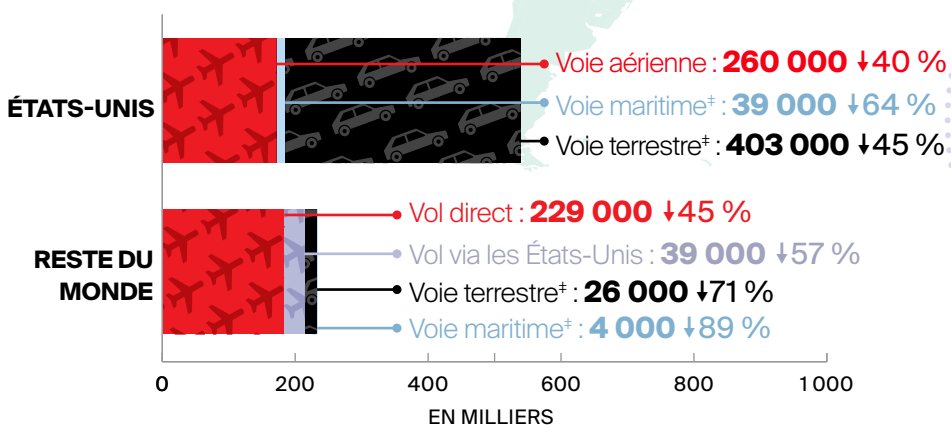 ÉTATS-UNIS
Voie aérienne : 260 000 ↓40 %
Voie maritime‡ : 39 000 ↓64 %
Voie terrestre‡ : 403 000 ↓45 %
RESTE DU
MONDE
Vol direct : 229 000 ↓45 %
Vol via les États-Unis : 39 000 ↓57 %
Voie terrestre‡ : 26 000 ↓71 %
Voie maritime‡ : 4 000 ↓89 %
0 200 400 600 800 1 000
EN MILLIERS